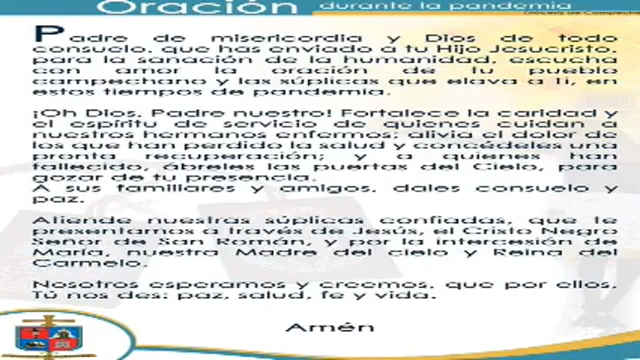 Oración durante la pandemia
Diócesis de Campeche
Padre de misericordia y Dios de todo
consuelo, que has enviado a tu Hijo Jesucristo,
para la sanación de la humanidad, escucha
con amor la oración de tu pueblo
campechano y las súplicas que elava a Ti, en
estos tiempos de pandemia.
¡Oh Dios, Padre nuestro! Fortalece la caridad y
el espíritu de servicio de quienes cuidan a
nuestros hermanos enfermos; alivia el dolor de
los que han perdido la salud y concédeles una
pronta recuperación; y a quienes han
fallecido, ábreles las puertas del Cielo, para
gozar de tu presencia.
A sus familiares y amigos, dales consuelo y
paz.
Atiende nuestras súplicas confiadas, que te
presentamos a través de Jesús, el Cristo Negro
Señor de San Román, y por la intercesión de
María, nuestra Madre del cielo y Reina del
Carmelo.
Nosotros esperamos y creemos, que por ellos,
Tú nos des: paz, salud, fe y vida.
Amén